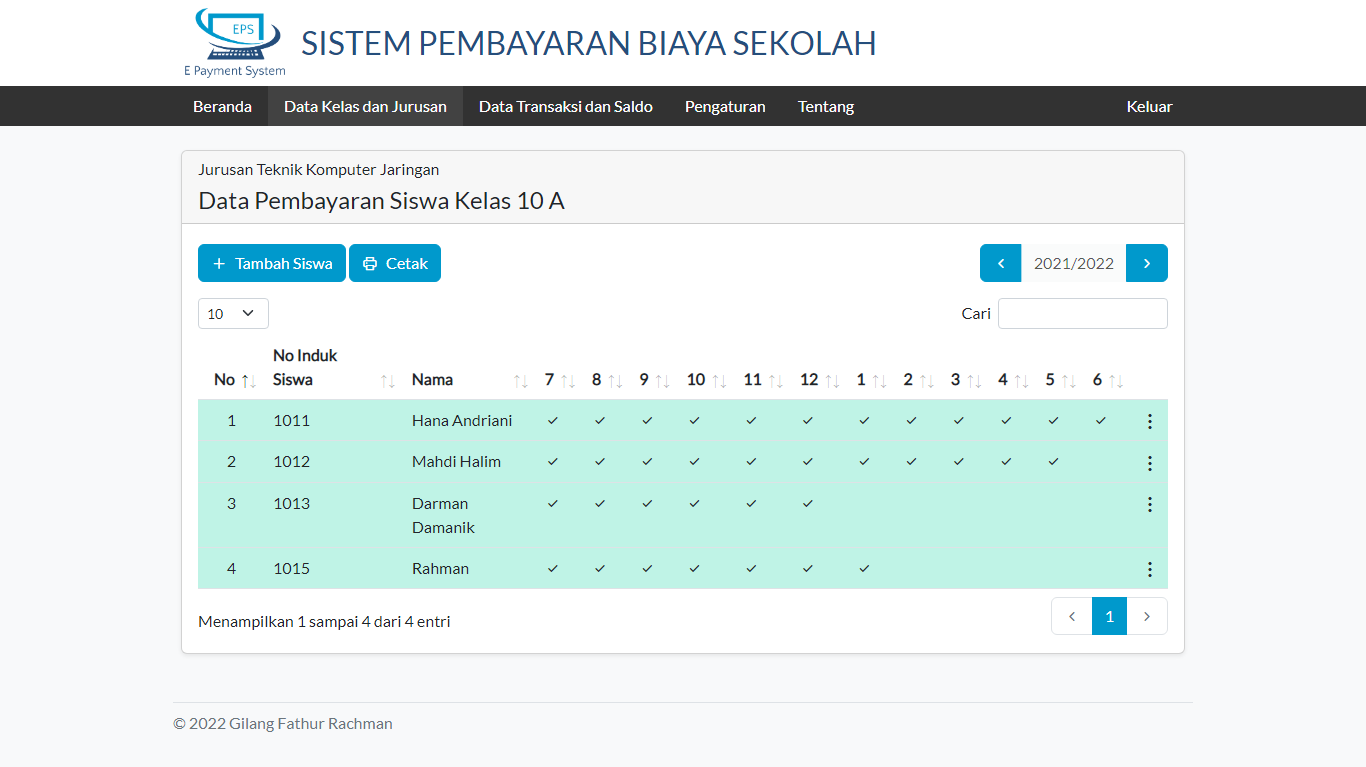 EPS
E Payment System
SISTEM PEMBAYARAN BIAYA SEKOLAH
Beranda Data Kelas dan Jurusan Data Transaksi dan Saldo Pengaturan Tentang Keluar
Jurusan Teknik Komputer Jaringan
Data Pembayaran Siswa Kelas 10 A
+ Tambah Siswa Cetak 2021/2022
10 Cari
No No Induk Siswa Nama 7 8 9 10 11 12 1 2 3 4 5 6
1 1011 Hana Andriani ✓ ✓ ✓ ✓ ✓ ✓ ✓ ✓ ✓ ✓ ✓ ✓
2 1012 Mahdi Halim ✓ ✓ ✓ ✓ ✓ ✓ ✓ ✓ ✓ ✓ ✓
3 1013 Darman Damanik ✓ ✓ ✓ ✓ ✓ ✓
4 1015 Rahman ✓ ✓ ✓ ✓ ✓ ✓ ✓
Menampilkan 1 sampai 4 dari 4 entri
1
© 2022 Gilang Fathur Rachman